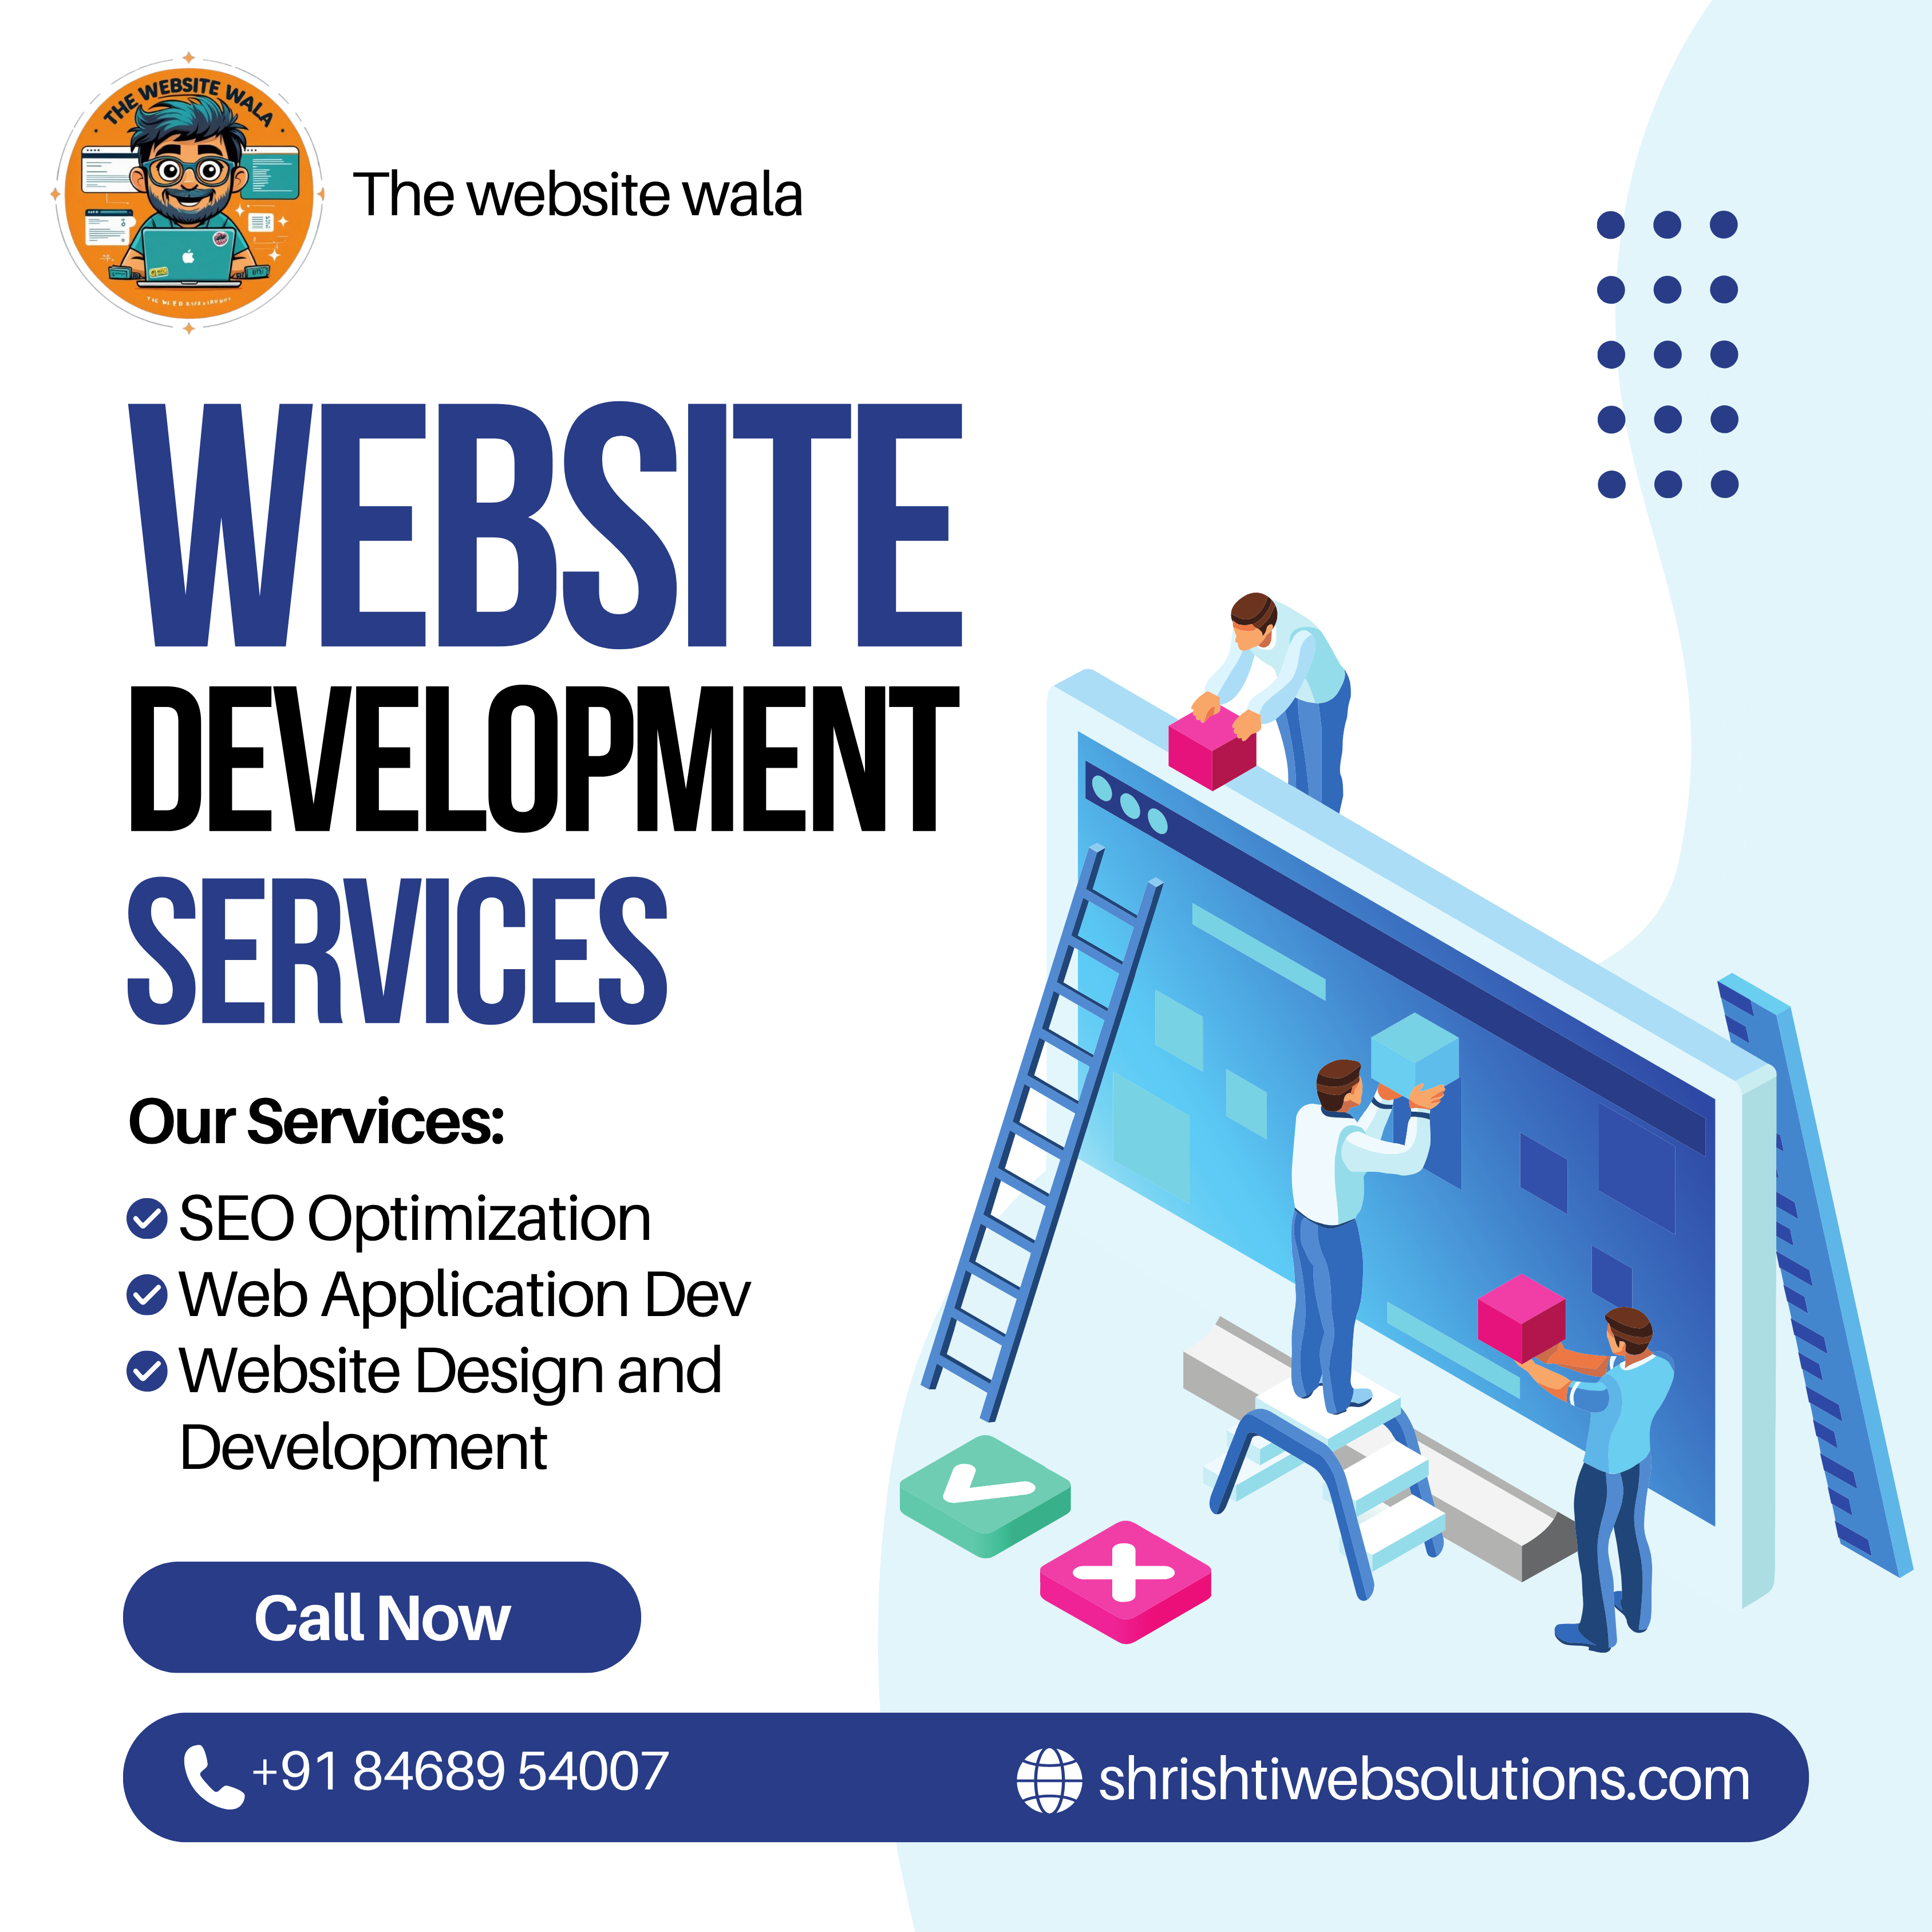 THE WEBSITE WALA
The website wala
WEBSITE
DEVELOPMENT
SERVICES
Our Services:
SEO Optimization
Web Application Dev
Website Design and
Development
Call Now
+91 84689 54007
shrishtiwebsolutions.com